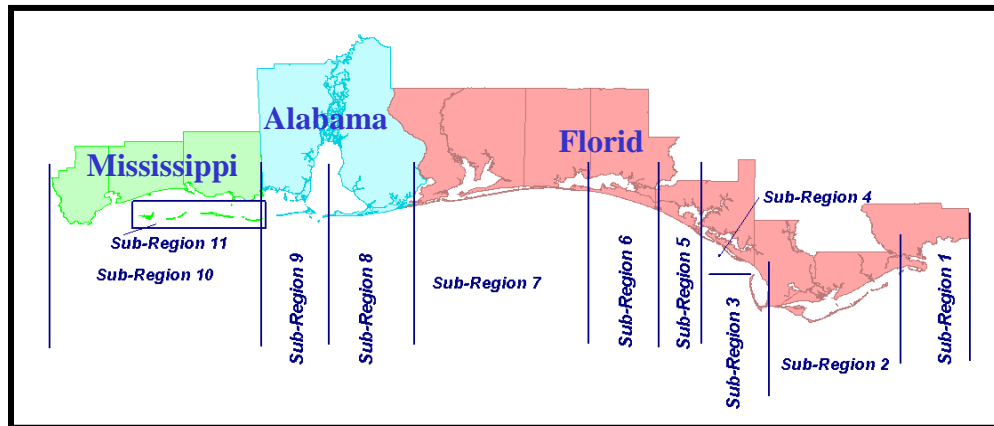 Alabama
Florid
Mississippi
Sub-Region 4
Sub-Region 11
Sub-Region 10
Sub-Region 9
Sub-Region 8
Sub-Region 7
Sub-Region 6
Sub-Region 5
Sub-Region 3
Sub-Region 2
Sub-Region 1